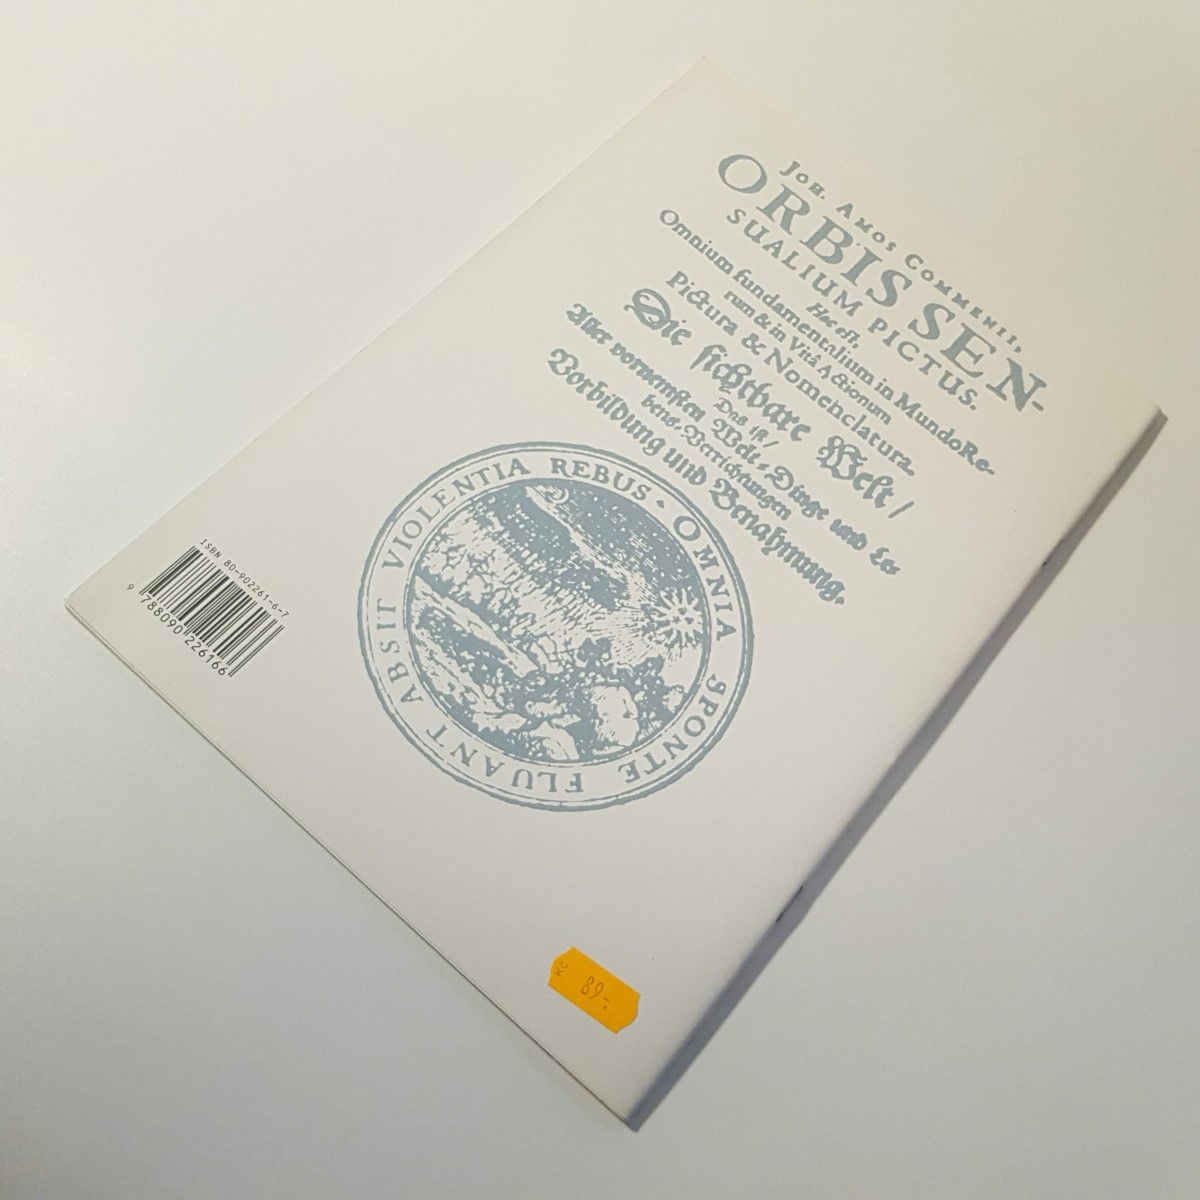 Joh. Amos Commenii,
ORBIS SEN-
SUALIUM PICTUS.
Hoc est,
Omnium fundamentalium in Mundo Re-
rum & in Vitâ Actionum
Pictura & Nomenclatura.
Die sichtbare Welt /
Das ist /
Aller vornemsten Welt-Dinge und Le-
bens-Verrichtungen
Vorbildung und Benahmung.
OMNIA SPONTE FLUANT ABSIT VIOLENTIA REBUS ·
ISBN 80-902261-6-7
9 788090 226166
Kč 89,-